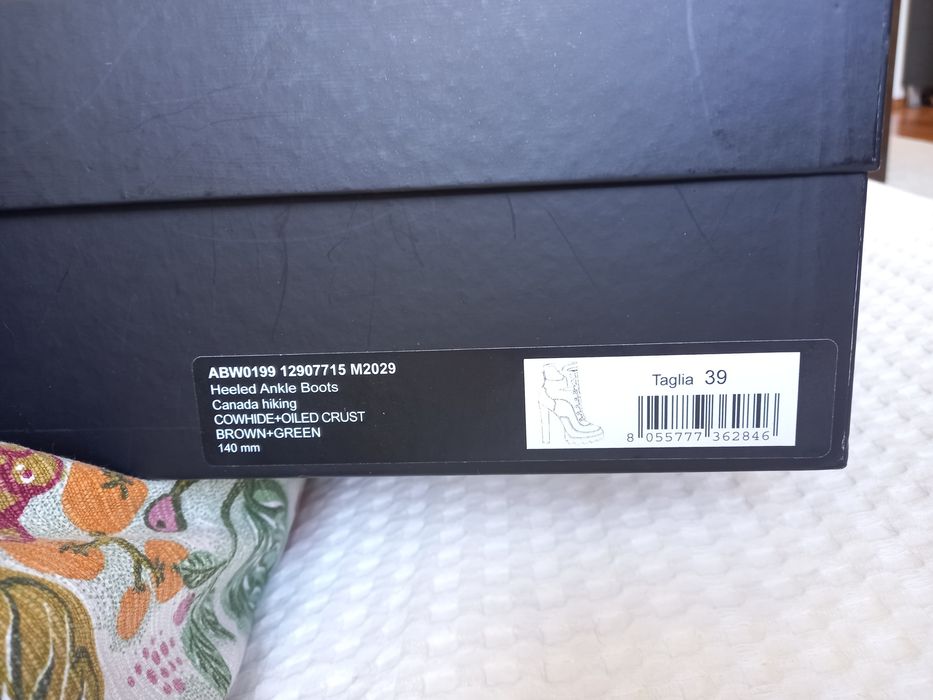 ABW0199 12907715 M2029
Heeled Ankle Boots
Canada hiking
COWHIDE+OILED CRUST
BROWN+GREEN
140 mm
Taglia 39
8 055777 362846